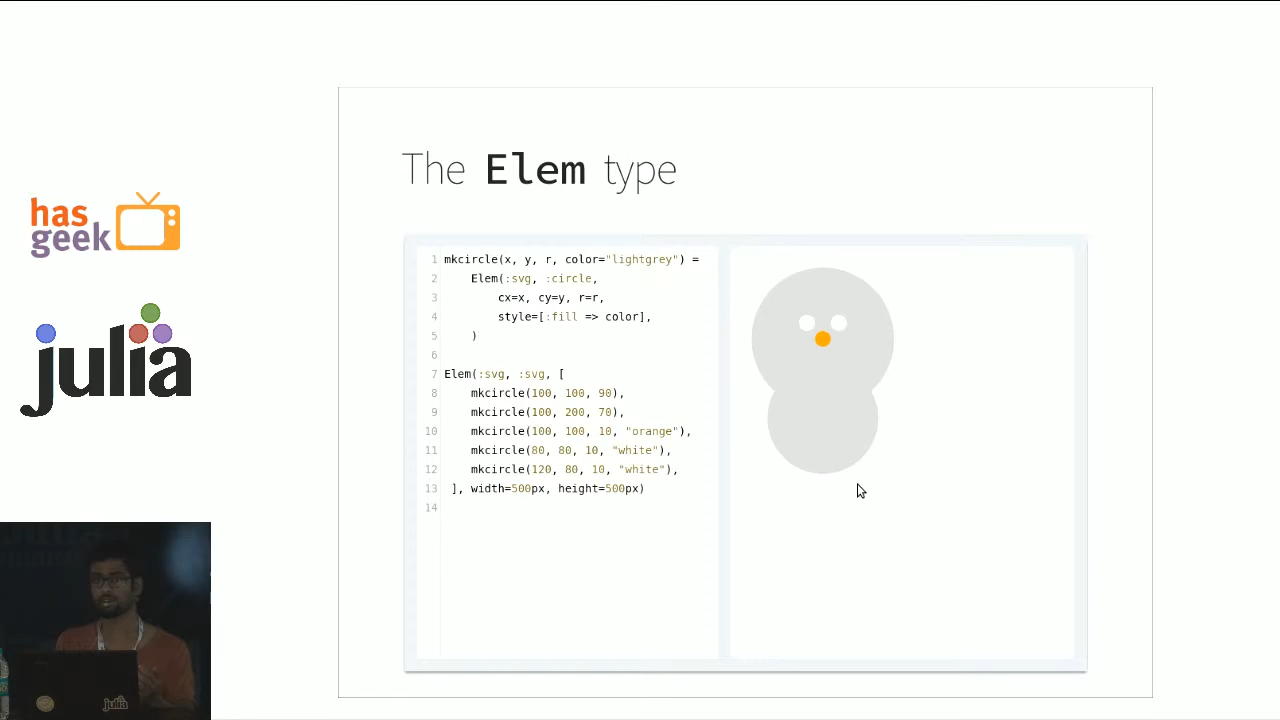 The Elem type
has
geek
julia
1 mkcircle(x, y, r, color="lightgrey") =
2     Elem(:svg, :circle,
3         cx=x, cy=y, r=r,
4         style=[:fill => color],
5     )
6
7 Elem(:svg, :svg, [
8     mkcircle(100, 100, 90),
9     mkcircle(100, 200, 70),
10     mkcircle(100, 100, 10, "orange"),
11     mkcircle(80, 80, 10, "white"),
12     mkcircle(120, 80, 10, "white"),
13  ], width=500px, height=500px)
14
julia